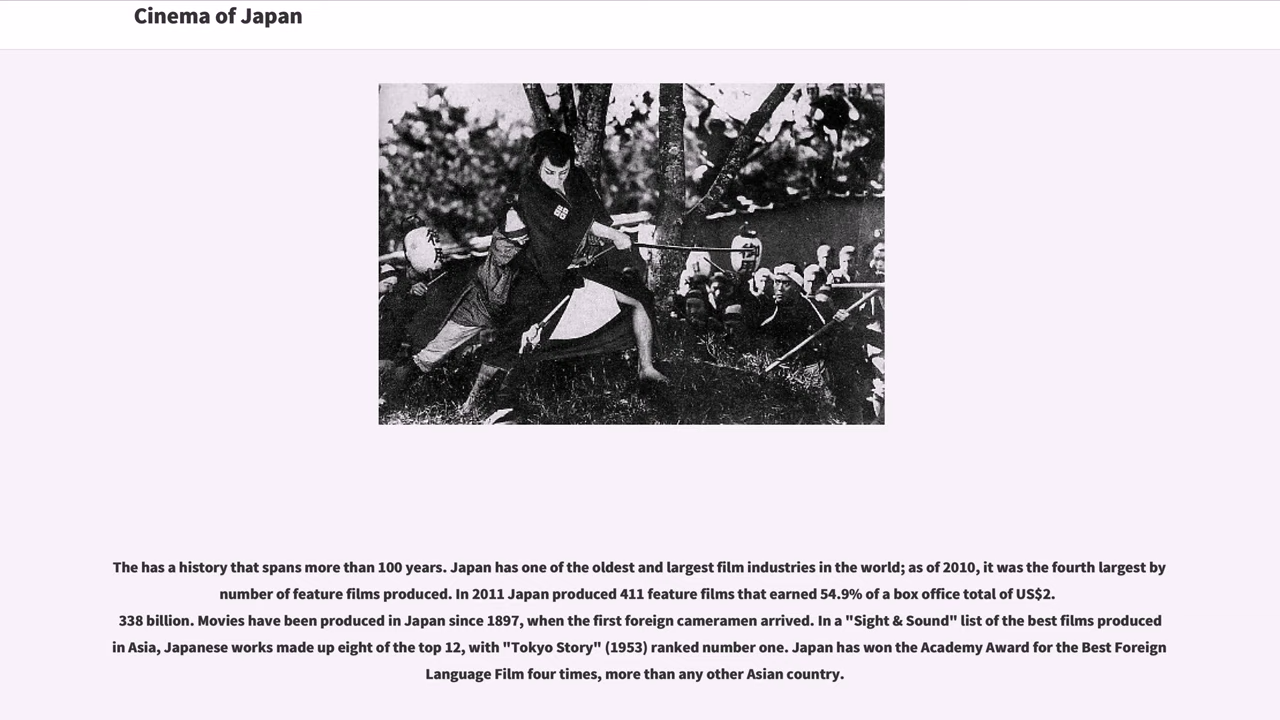 Cinema of Japan
The has a history that spans more than 100 years. Japan has one of the oldest and largest film industries in the world; as of 2010, it was the fourth largest by
number of feature films produced. In 2011 Japan produced 411 feature films that earned 54.9% of a box office total of US$2.
338 billion. Movies have been produced in Japan since 1897, when the first foreign cameramen arrived. In a "Sight & Sound" list of the best films produced
in Asia, Japanese works made up eight of the top 12, with "Tokyo Story" (1953) ranked number one. Japan has won the Academy Award for the Best Foreign
Language Film four times, more than any other Asian country.